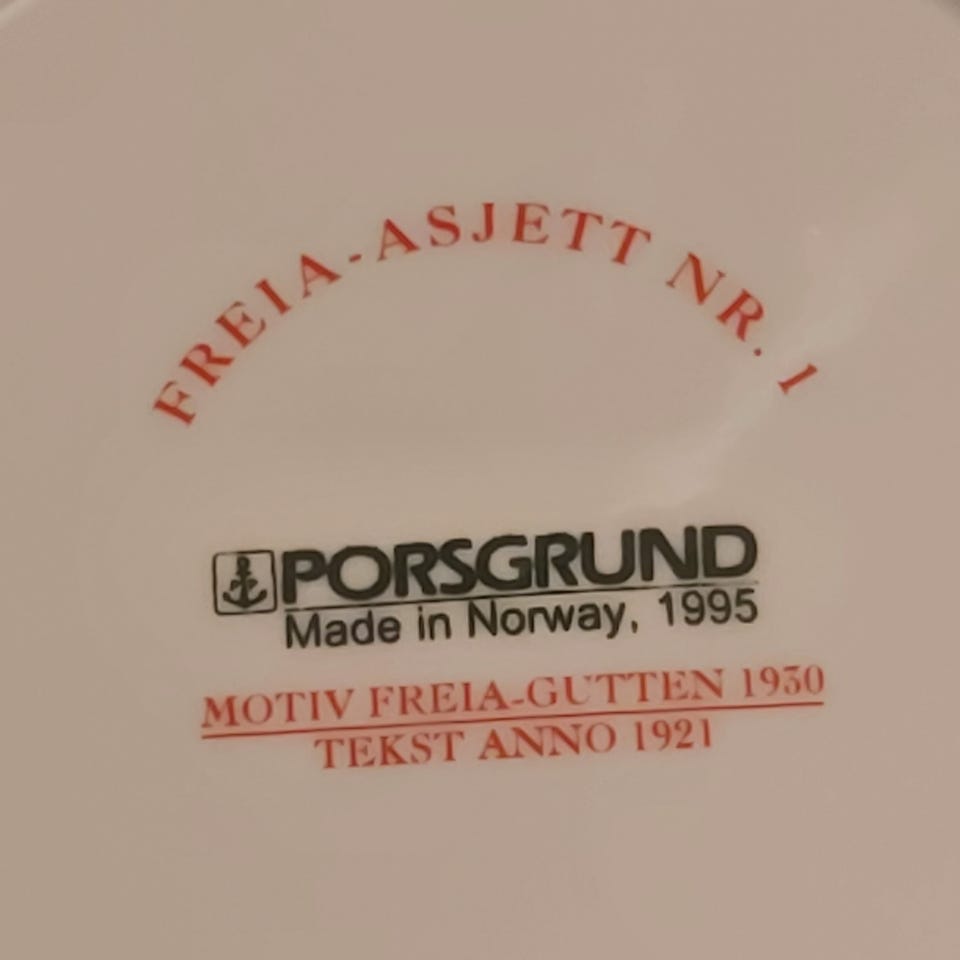 FREIA-ASJETT NR. 1
PORSGRUND
Made in Norway, 1995
MOTIV FREIA-GUTTEN 1930
TEKST ANNO 1921